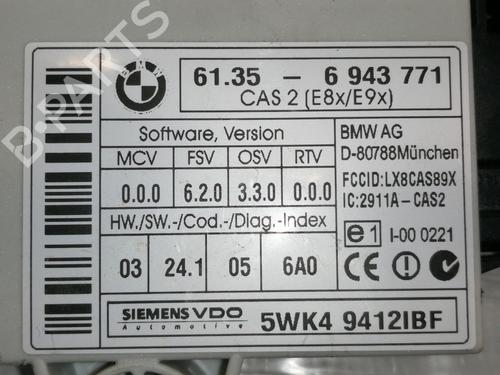 B-PARTS
BMW
61.35 - 6 943 771
CAS 2 (E8x/E9x)
Software, Version
MCV FSV OSV RTV
0.0.0 6.2.0 3.3.0 0.0.0
HW./SW.-/Cod.-/Diag.-Index
03 24.1 05 6A0
BMW AG
D-80788München
FCCID:LX8CAS89X
IC:2911A-CAS2
e1 I-00 0221
CE
SIEMENS VDO
Automotive
5WK4 9412IBF